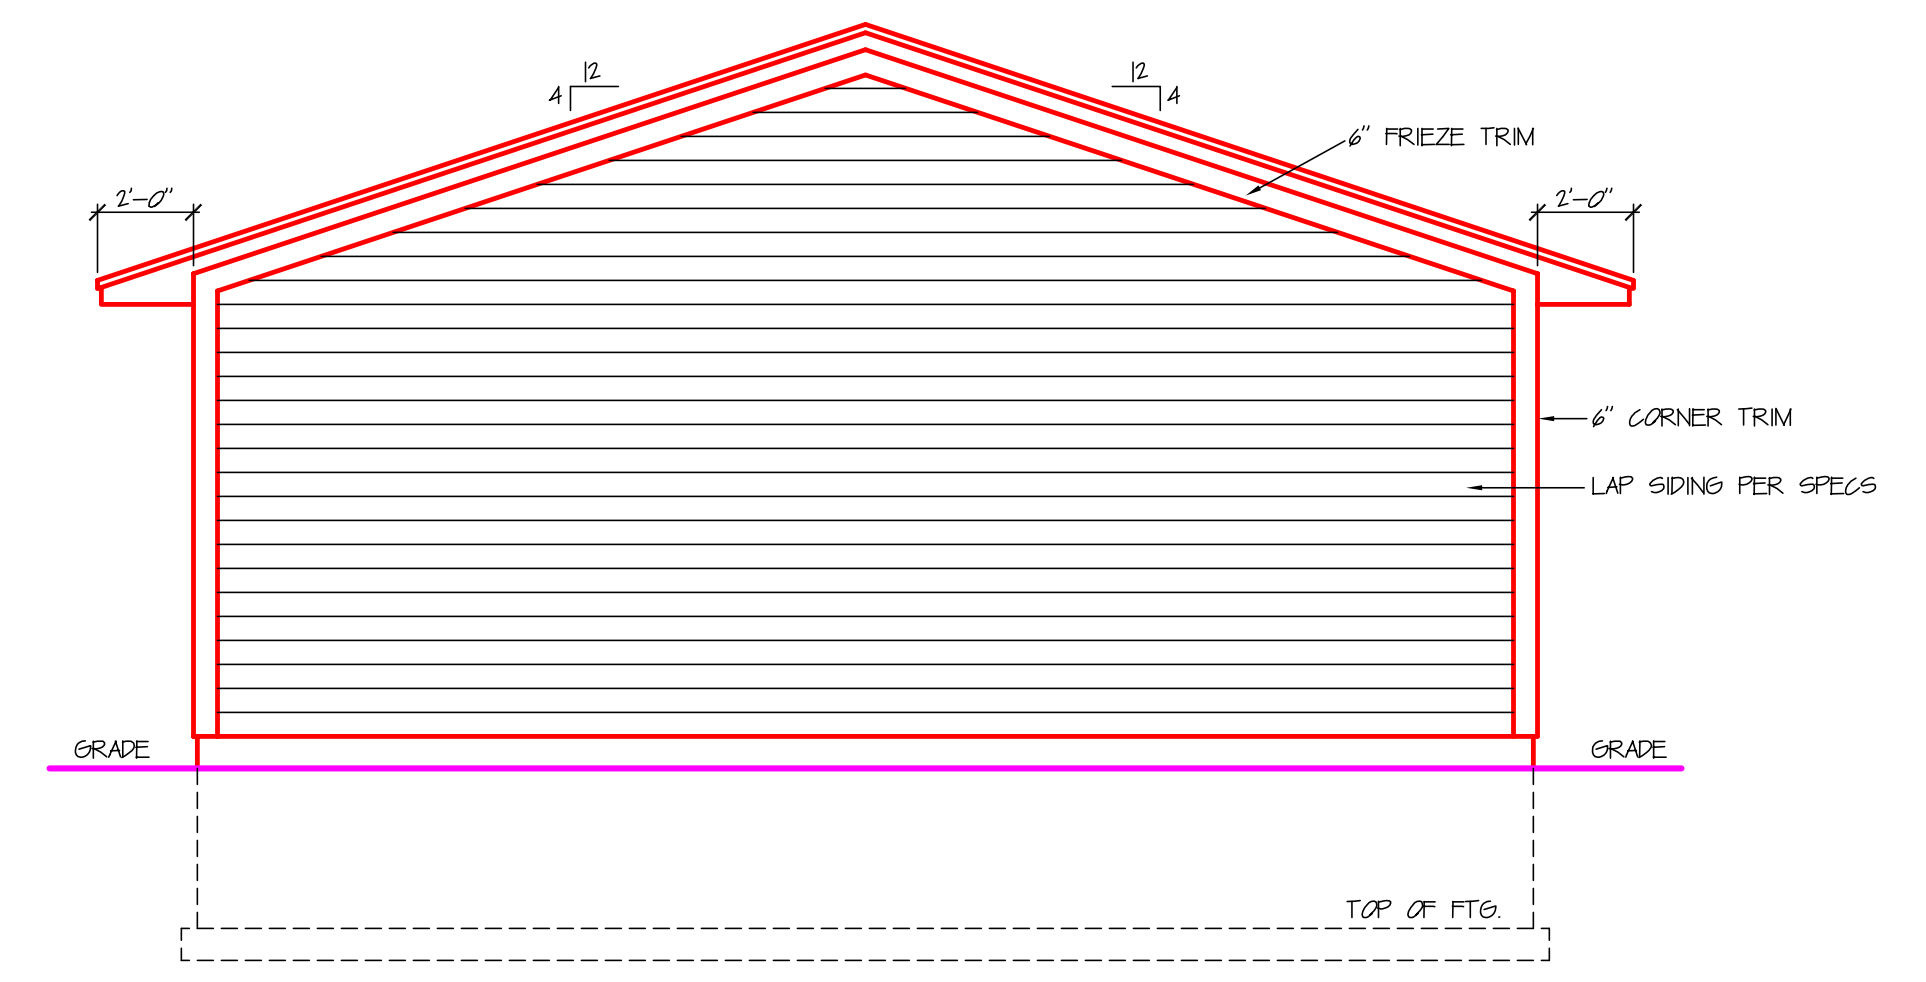 12
4
12
4
6" FRIEZE TRIM
2'-0"
2'-0"
6" CORNER TRIM
LAP SIDING PER SPECS
GRADE
GRADE
TOP OF FTG.